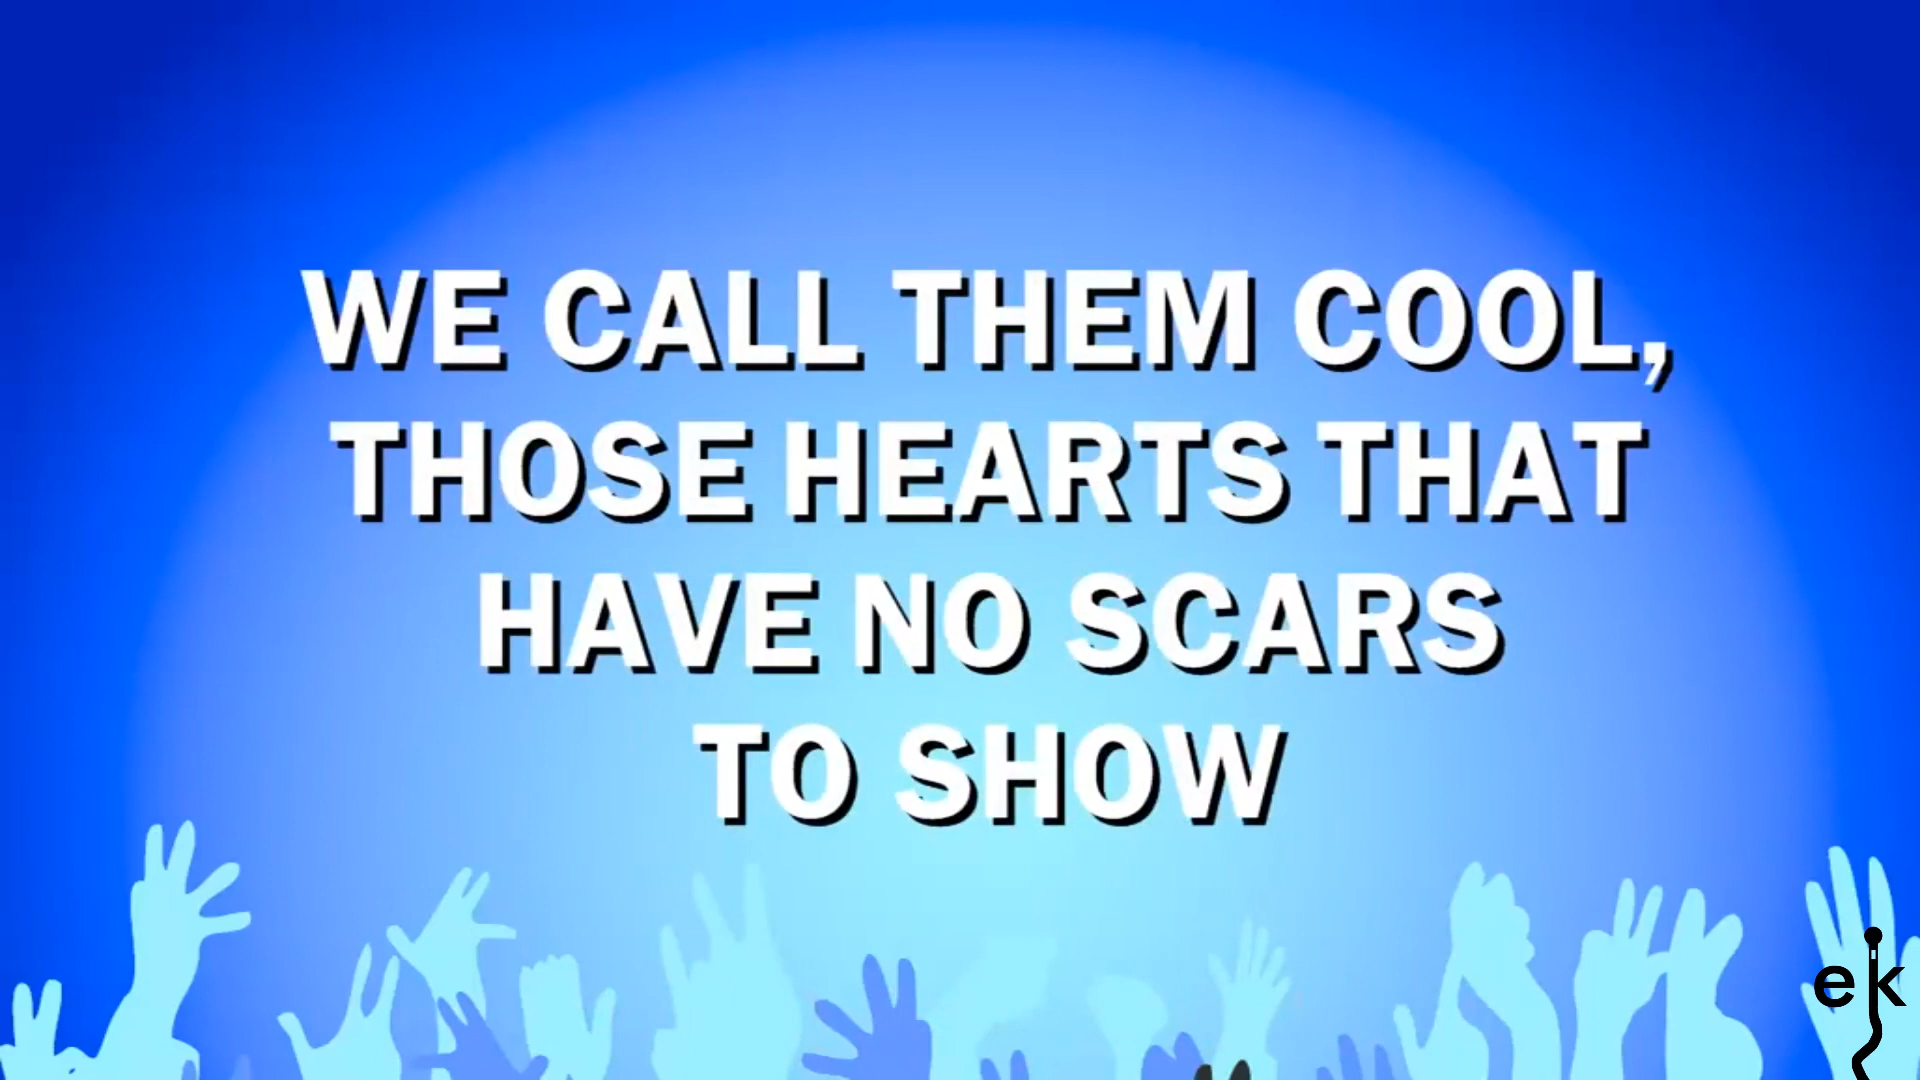 WE CALL THEM COOL,
THOSE HEARTS THAT
HAVE NO SCARS
TO SHOW
ek